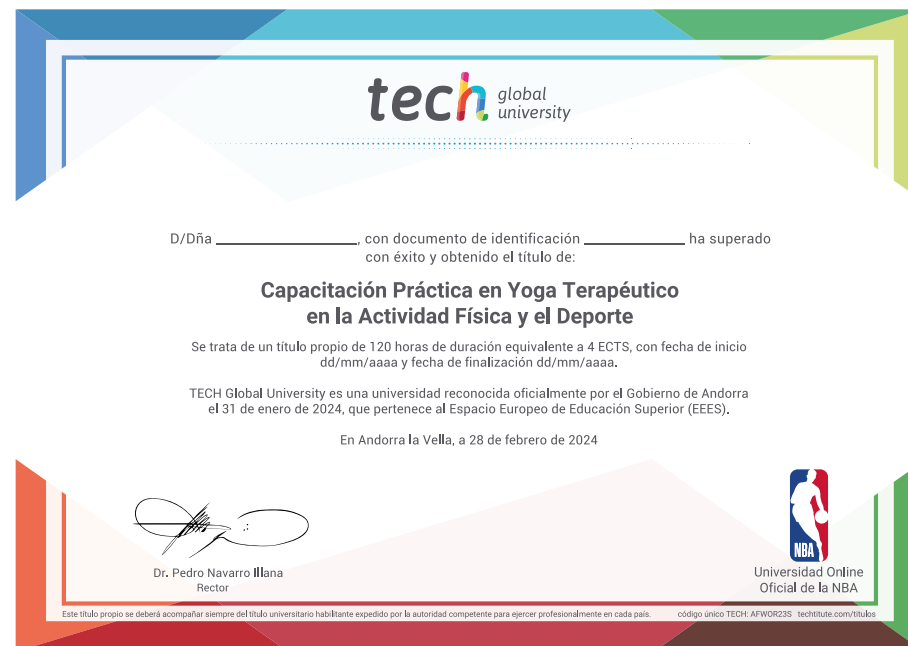 tech global university
D/Dña ____________________, con documento de identificación ______________ ha superado
con éxito y obtenido el título de:
Capacitación Práctica en Yoga Terapéutico
en la Actividad Física y el Deporte
Se trata de un título propio de 120 horas de duración equivalente a 4 ECTS, con fecha de inicio
dd/mm/aaaa y fecha de finalización dd/mm/aaaa.
TECH Global University es una universidad reconocida oficialmente por el Gobierno de Andorra
el 31 de enero de 2024, que pertenece al Espacio Europeo de Educación Superior (EEES).
En Andorra la Vella, a 28 de febrero de 2024
Dr. Pedro Navarro Illana
Rector
NBA
Universidad Online
Oficial de la NBA
Este título propio se deberá acompañar siempre del título universitario habilitante expedido por la autoridad competente para ejercer profesionalmente en cada país. código único TECH: AFWOR23S techtitute.com/titulos